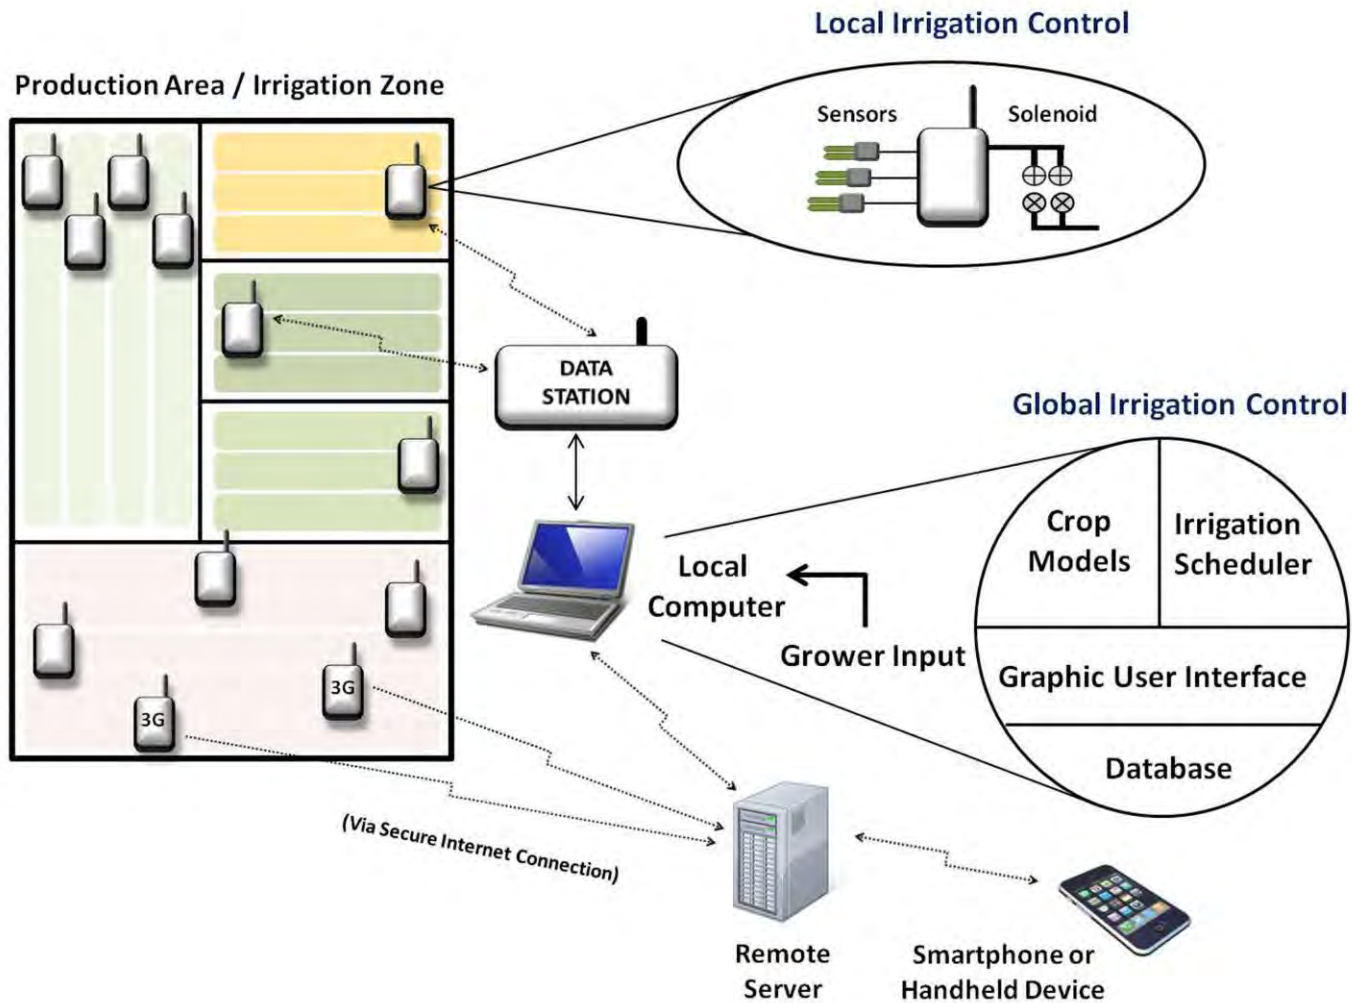 Local Irrigation Control
Production Area / Irrigation Zone
Sensors
Solenoid
DATA
STATION
Global Irrigation Control
Crop
Models
Irrigation
Scheduler
Local
Computer
Grower Input
Graphic User Interface
Database
3G
3G
(Via Secure Internet Connection)
Remote
Server
Smartphone or
Handheld Device